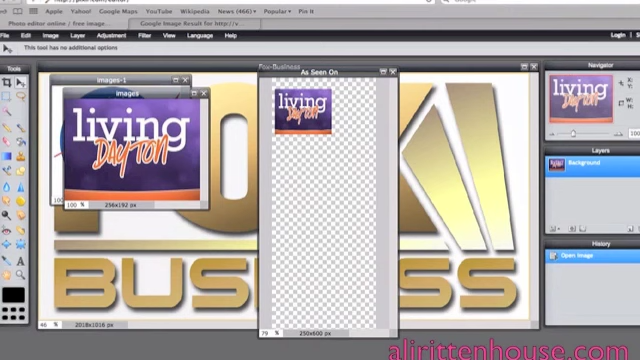 Apple Yahoo! Google Maps YouTube Wikipedia News (466) Popular Pin It
Photo editor online / free image...
Google Image Result for http://v...
File Edit Image Layer Adjustment Filter View Language Help
Login
This tool has no additional options
Tools
images-1
images
living
DAYTON
100 % 256x192 px
100
Fox-Business
FOX
BUSINESS
46 % 2018x1016 px
As Seen On
living
DAYTON
79 % 250x600 px
Navigator
X:
Y:
W:
H:
100
Layers
Background
History
Open Image
alirittenhouse.com